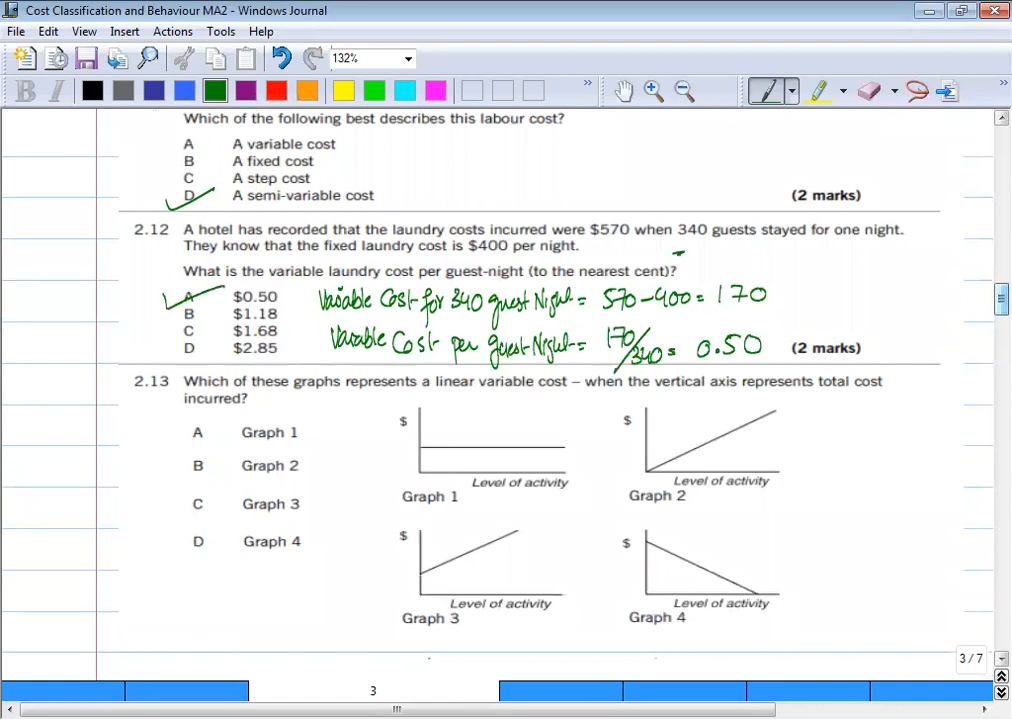 Cost Classification and Behaviour MA2 - Windows Journal
File Edit View Insert Actions Tools Help
132%
B I
Which of the following best describes this labour cost?
A A variable cost
B A fixed cost
C A step cost
D A semi-variable cost (2 marks)
2.12 A hotel has recorded that the laundry costs incurred were $570 when 340 guests stayed for one night.
They know that the fixed laundry cost is $400 per night.
What is the variable laundry cost per guest-night (to the nearest cent)?
A $0.50 Variable Cost for 340 guest Night = 570-400 = 170
B $1.18
C $1.68 Variable Cost per guest Night = 170/340 = 0.50
D $2.85 (2 marks)
2.13 Which of these graphs represents a linear variable cost – when the vertical axis represents total cost
incurred?
A Graph 1
B Graph 2
C Graph 3
D Graph 4
$
Level of activity
Graph 1
$
Level of activity
Graph 2
$
Level of activity
Graph 3
$
Level of activity
Graph 4
3 / 7
3